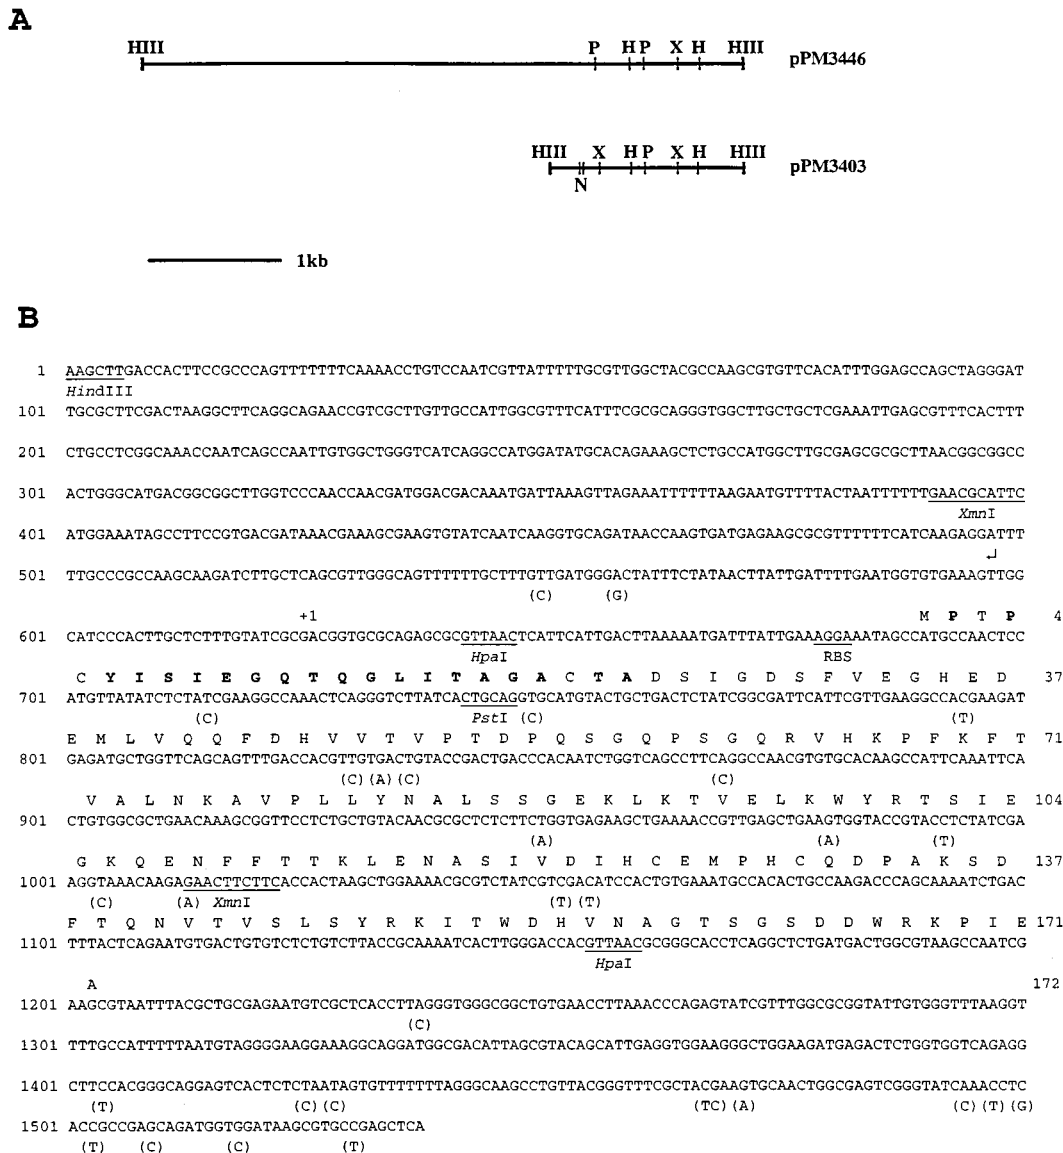 A
HIII P H P X H HIII pPM3446
HIII X H P X H HIII pPM3403
N
1kb
B
1 AAGCTTGACCACTTCCGCCCAGTTTTTTTCAAAACCTGTCCAATCGTTATTTTTGCGTTGGCTACGCCAAGCGTGTTCACATTTGGAGCCAGCTAGGGAT
HindIII
101 TGCGCTTCGACTAAGGCTTCAGGCAGAACCGTCGCTTGTTGCCATTGGCGTTTCATTTCGCGCAGGGTGGCTTGCTGCTCGAAATTGAGCGTTTCACTTT
201 CTGCCTCGGCAAACCAATCAGCCAATTGTGGCTGGGTCATCAGGCCATGGATATGCACAGAAAGCTCTGCCATGGCTTGCGAGCGCGCTTAACGGCGGCC
301 ACTGGGCATGACGGCGGCTTGGTCCCAACCAACGATGGACGACAAATGATTAAAGTTAGAAATTTTTTAAGAATGTTTTACTAATTTTTTGAACGCATTC
XmnI
401 ATGGAAATAGCCTTCCGTGACGATAAACGAAAGCGAAGTGTATCAATCAAGGTGCAGATAACCAAGTGATGAGAAGCGCGTTTTTTCATCAAGAGGATTT
501 TTGCCCGCCAAGCAAGATCTTGCTCAGCGTTGGGCAGTTTTTTGCTTTGTTGATGGGACTATTTCTATAACTTATTGATTTTGAATGGTGTGAAAGTTGG
(C) (G)
+1 M P T P 4
601 CATCCCACTTGCTCTTTGTATCGCGACGGTGCGCAGAGCGCGTTAACTCATTCATTGACTTAAAAATGATTTATTGAAAGGAAATAGCCATGCCAACTCC
HpaI RBS
C Y I S I E G Q T Q G L I T A G A C T A D S I G D S F V E G H E D 37
701 ATGTTATATCTCTATCGAAGGCCAAACTCAGGGTCTTATCACTGCAGGTGCATGTACTGCTGACTCTATCGGCGATTCATTCGTTGAAGGCCACGAAGAT
(C) PstI (C) (T)
E M L V Q Q F D H V V T V P T D P Q S G Q P S G Q R V H K P F K F T 71
801 GAGATGCTGGTTCAGCAGTTTGACCACGTTGTGACTGTACCGACTGACCCACAATCTGGTCAGCCTTCAGGCCAACGTGTGCACAAGCCATTCAAATTCA
(C) (A) (C) (C)
V A L N K A V P L L Y N A L S S G E K L K T V E L K W Y R T S I E 104
901 CTGTGGCGCTGAACAAAGCGGTTCCTCTGCTGTACAACGCGCTCTCTTCTGGTGAGAAGCTGAAAACCGTTGAGCTGAAGTGGTACCGTACCTCTATCGA
(A) (A) (T)
G K Q E N F F T T K L E N A S I V D I H C E M P H C Q D P A K S D 137
1001 AGGTAAACAAGAGAACTTCTTCACCACTAAGCTGGAAAACGCGTCTATCGTCGACATCCACTGTGAAATGCCACACTGCCAAGACCCAGCAAAATCTGAC
(C) (A) XmnI (T) (T)
F T Q N V T V S L S Y R K I T W D H V N A G T S G S D D W R K P I E 171
1101 TTTACTCAGAATGTGACTGTGTCTCTGTCTTACCGCAAAATCACTTGGGACCACGTTAACGCGGGCACCTCAGGCTCTGATGACTGGCGTAAGCCAATCG
HpaI
A 172
1201 AAGCGTAATTTACGCTGCGAGAATGTCGCTCACCTTAGGGTGGGCGGCTGTGAACCTTAAACCCAGAGTATCGTTTGGCGCGGTATTGTGGGTTTAAGGT
(C)
1301 TTTGCCATTTTTAATGTAGGGGAAGGAAAGGCAGGATGGCGACATTAGCGTACAGCATTGAGGTGGAAGGGCTGGAAGATGAGACTCTGGTGGTCAGAGG
1401 CTTCCACGGGCAGGAGTCACTCTCTAATAGTGTTTTTTTAGGGCAAGCCTGTTACGGGTTTCGCTACGAAGTGCAACTGGCGAGTCGGGTATCAAACCTC
(T) (C) (C) (TC) (A) (C) (T) (G)
1501 ACCGCCGAGCAGATGGTGGATAAGCGTGCCGAGCTCA
(T) (C) (C) (T)